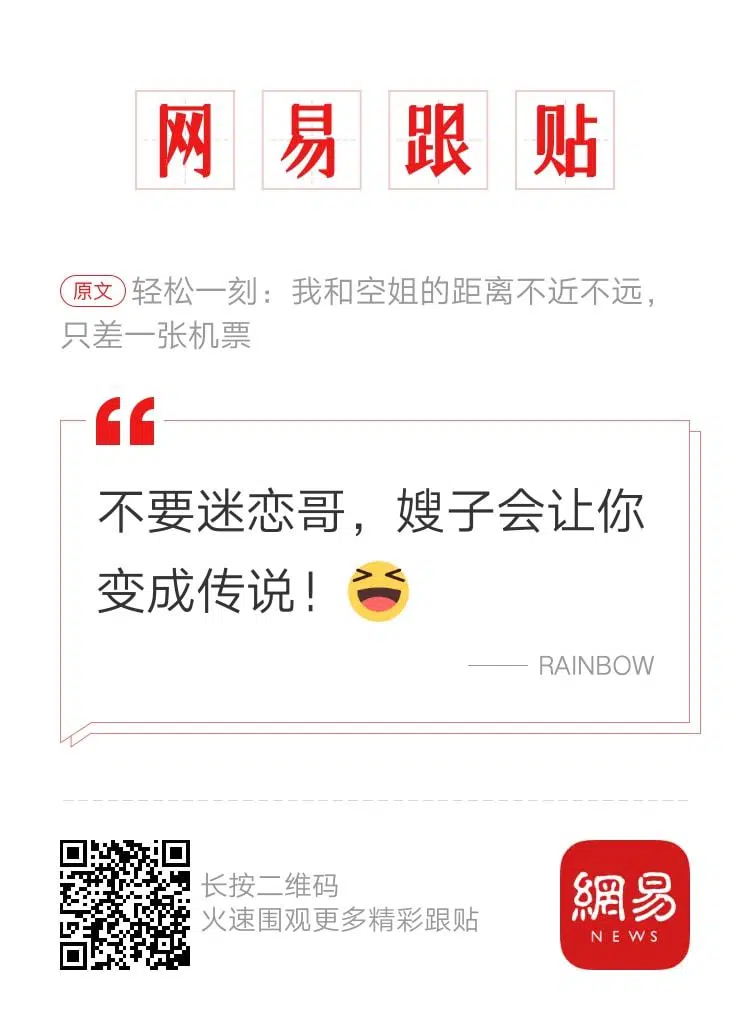 网易跟贴
原文 轻松一刻：我和空姐的距离不近不远，
只差一张机票
不要迷恋哥，嫂子会让你
变成传说！😆
—— RAINBOW
长按二维码
火速围观更多精彩跟贴
網易
NEWS